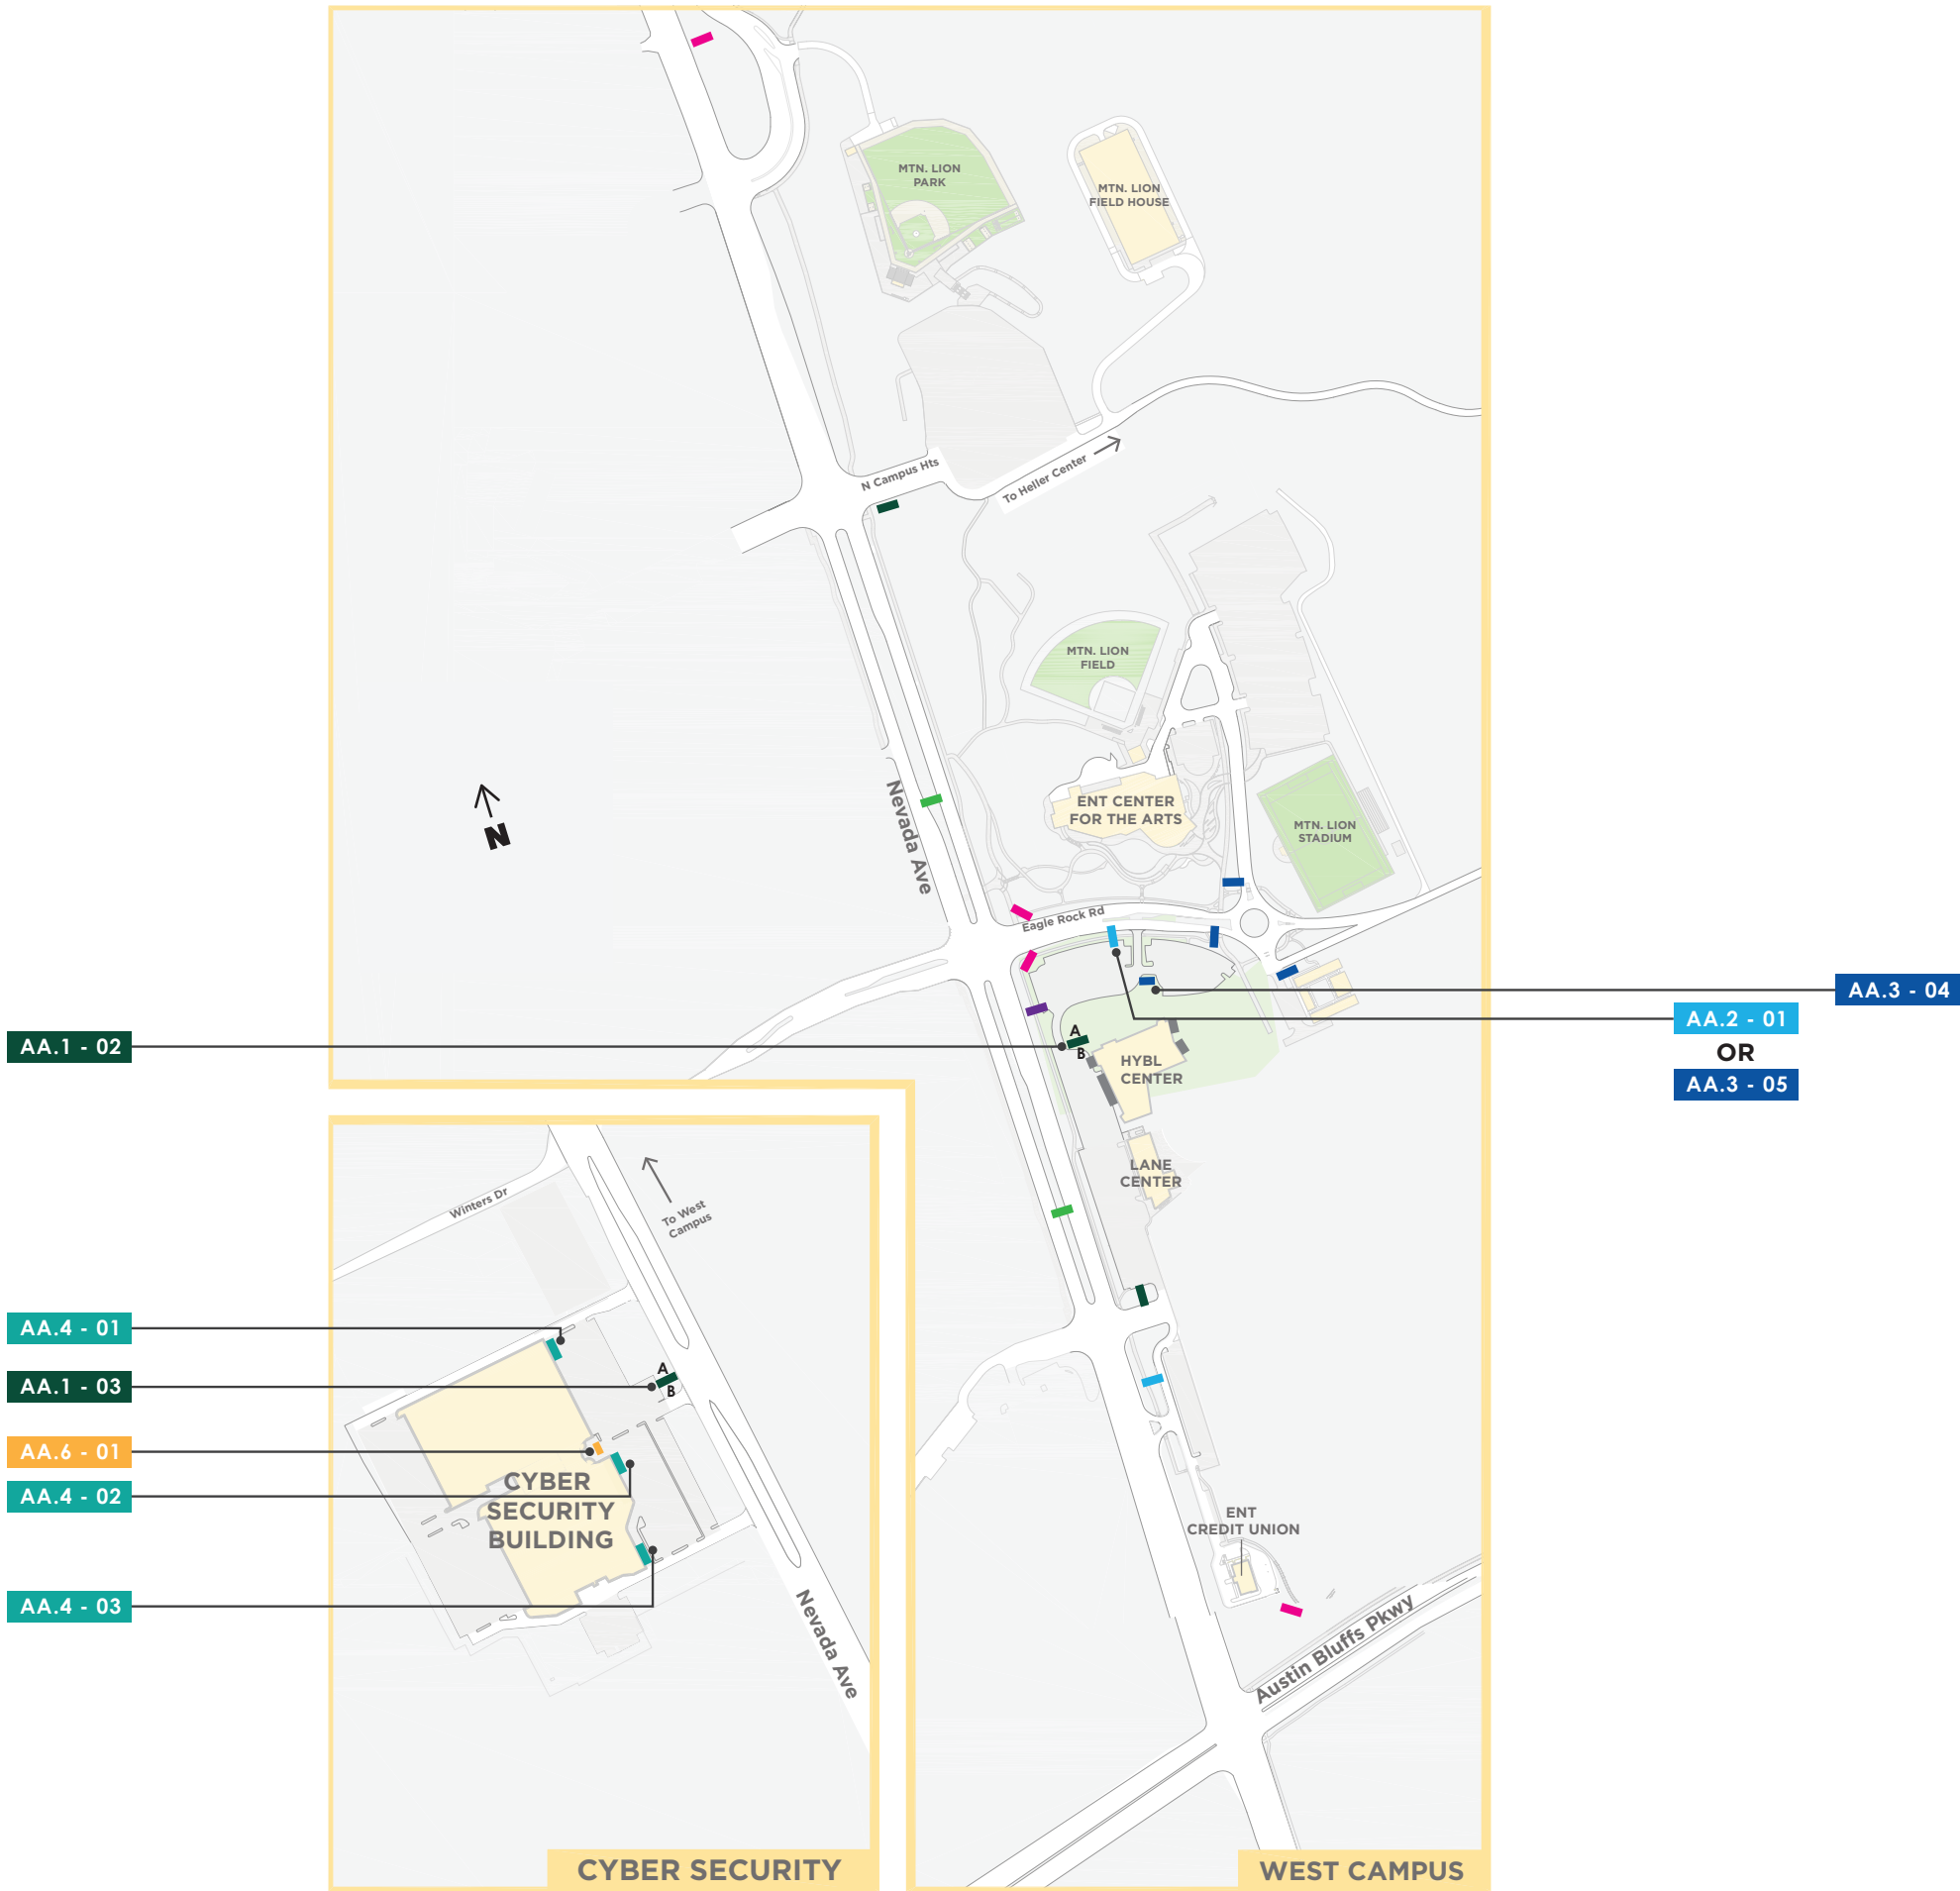 MTN. LION
PARK
MTN. LION
FIELD HOUSE
N Campus Hts
To Heller Center
MTN. LION
FIELD
Nevada Ave
ENT CENTER
FOR THE ARTS
MTN. LION
STADIUM
N
Eagle Rock Rd
AA.3 - 04
AA.2 - 01
OR
AA.3 - 05
AA.1 - 02
A
B
HYBL
CENTER
LANE
CENTER
Winters Dr
To West
Campus
AA.4 - 01
AA.1 - 03
A
B
AA.6 - 01
AA.4 - 02
CYBER
SECURITY
BUILDING
AA.4 - 03
Nevada Ave
ENT
CREDIT UNION
Austin Bluffs Pkwy
CYBER SECURITY
WEST CAMPUS